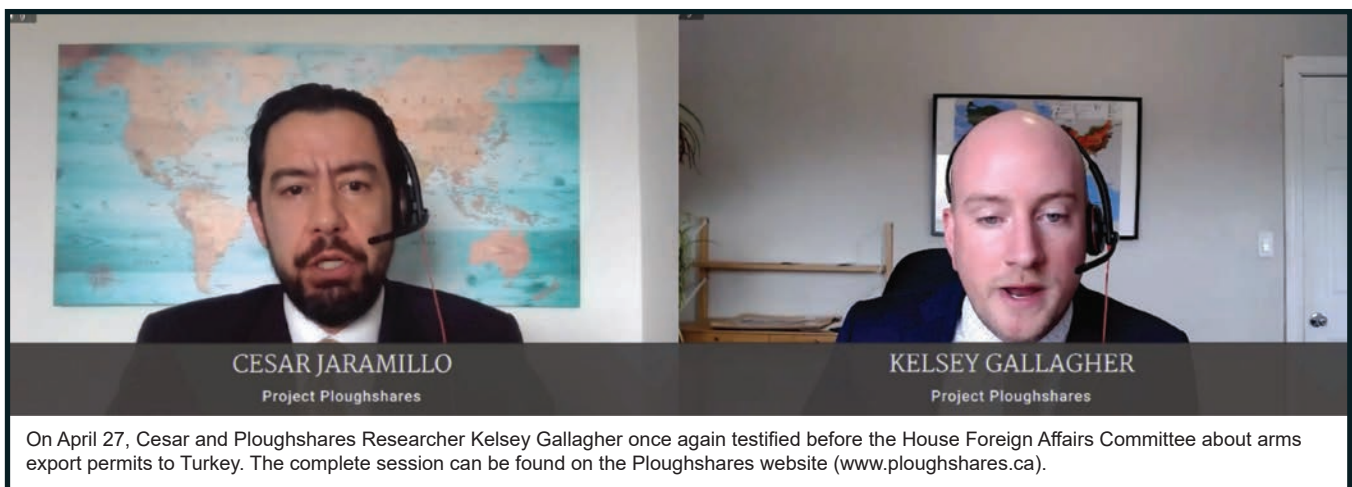 CESAR JARAMILLO
Project Ploughshares
KELSEY GALLAGHER
Project Ploughshares
On April 27, Cesar and Ploughshares Researcher Kelsey Gallagher once again testified before the House Foreign Affairs Committee about arms
export permits to Turkey. The complete session can be found on the Ploughshares website (www.ploughshares.ca).